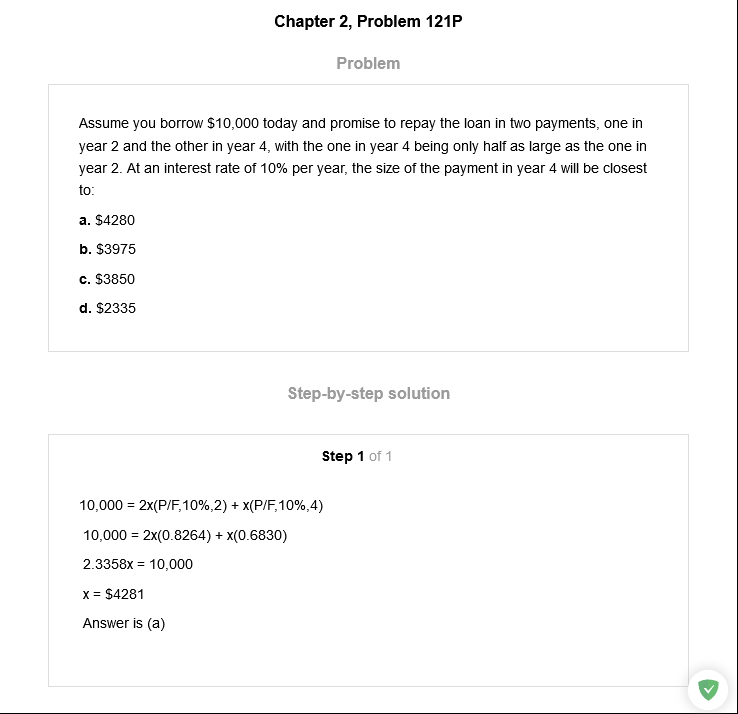 Chapter 2, Problem 121P
Problem
Assume you borrow $10,000 today and promise to repay the loan in two payments, one in
year 2 and the other in year 4, with the one in year 4 being only half as large as the one in
year 2. At an interest rate of 10% per year, the size of the payment in year 4 will be closest
to:
a. $4280
b. $3975
c. $3850
d. $2335
Step-by-step solution
Step 1 of 1
10,000 = 2x(P/F,10%,2) + x(P/F,10%,4)
10,000 = 2x(0.8264) + x(0.6830)
2.3358x = 10,000
x = $4281
Answer is (a)